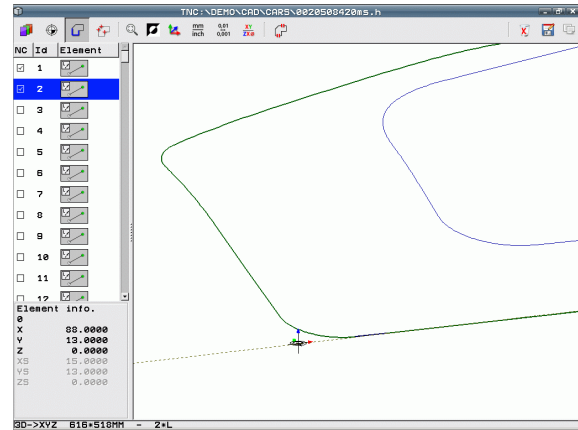 TNC:\DEMO\CAD\CARS\0020508420ms.h
mm 0,01 XY
inch 0,001 ZXØ
NC Id Element
1
2
3
4
5
6
7
8
9
10
11
12
Element info.
0
X 88.0000
Y 13.0000
Z 0.0000
XS 15.0000
YS 13.0000
ZS 0.0000
3D->XYZ 616*518MM - 2*L